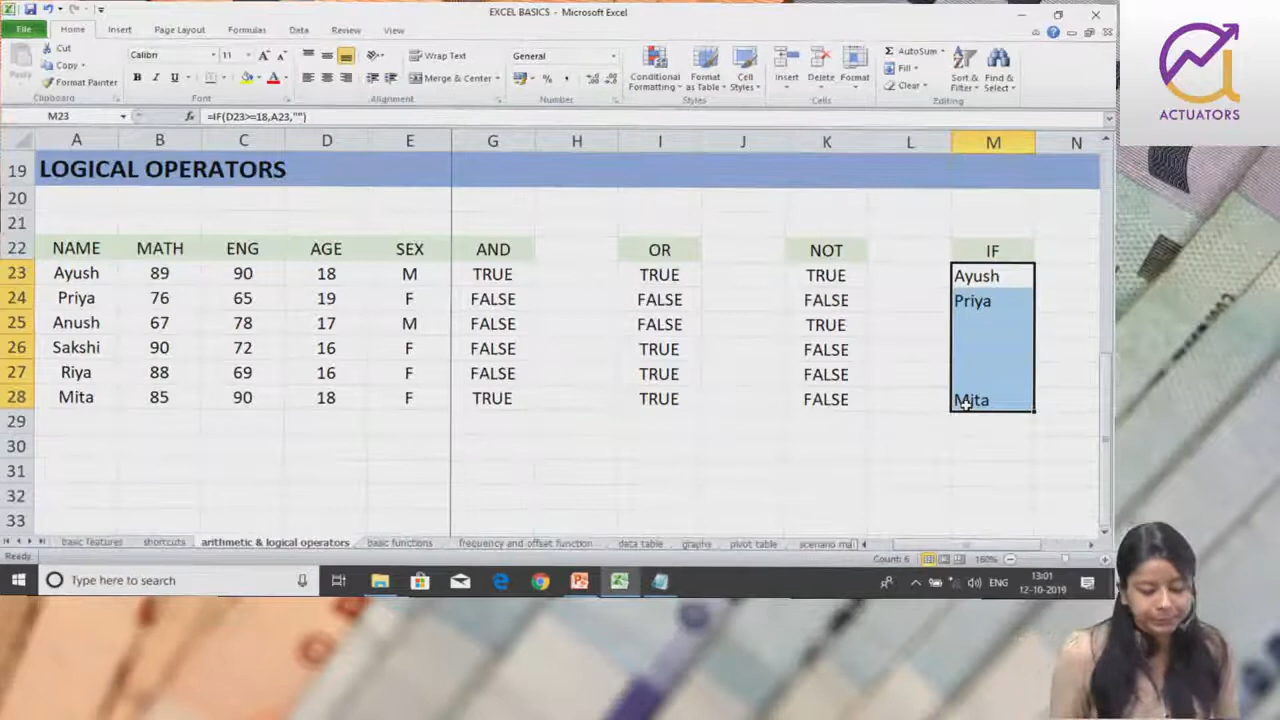 EXCEL BASICS - Microsoft Excel
File Home Insert Page Layout Formulas Data Review View
Cut
Copy
Format Painter
Paste
Clipboard
Calibri 11
B I U
Font
Wrap Text
Merge & Center
Alignment
General
Number
Conditional Formatting
Format as Table
Cell Styles
Styles
Insert
Delete
Format
Cells
AutoSum
Fill
Clear
Sort & Filter
Find & Select
Editing
ACTUATORS
M23 fx =IF(D23>=18,A23,"")
A B C D E G H I J K L M N
19 LOGICAL OPERATORS
20
21
22 NAME MATH ENG AGE SEX AND OR NOT IF
23 Ayush 89 90 18 M TRUE TRUE TRUE Ayush
24 Priya 76 65 19 F FALSE FALSE FALSE Priya
25 Anush 67 78 17 M FALSE FALSE TRUE
26 Sakshi 90 72 16 F FALSE TRUE FALSE
27 Riya 88 69 16 F FALSE TRUE FALSE
28 Mita 85 90 18 F TRUE TRUE FALSE Mita
29
30
31
32
33
basic features shortcuts arithmetic & logical operators basic functions frequency and offset function data table graphs pivot table scenario
Ready Count: 6 160%
Type here to search ENG 13:01
12-10-2019